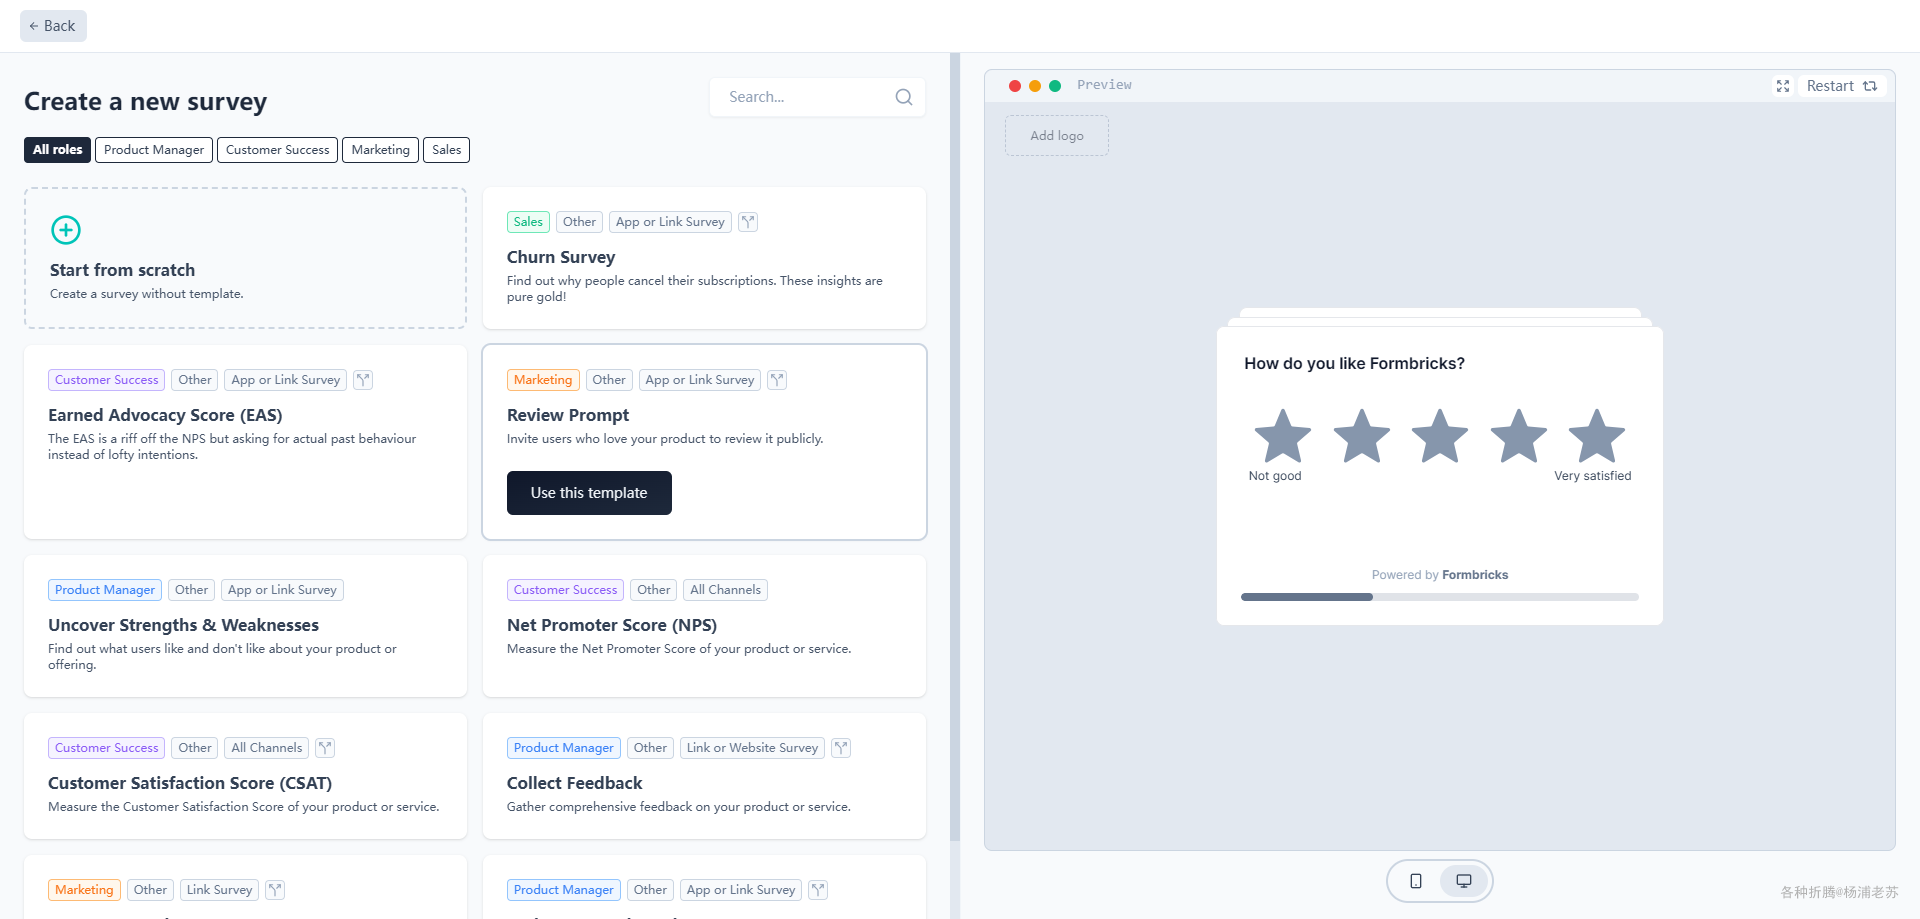 ← Back
Create a new survey
Search...
All roles
Product Manager
Customer Success
Marketing
Sales
Start from scratch
Create a survey without template.
Sales
Other
App or Link Survey
Churn Survey
Find out why people cancel their subscriptions. These insights are
pure gold!
Customer Success
Other
App or Link Survey
Earned Advocacy Score (EAS)
The EAS is a riff off the NPS but asking for actual past behaviour
instead of lofty intentions.
Marketing
Other
App or Link Survey
Review Prompt
Invite users who love your product to review it publicly.
Use this template
Product Manager
Other
App or Link Survey
Uncover Strengths & Weaknesses
Find out what users like and don't like about your product or
offering.
Customer Success
Other
All Channels
Net Promoter Score (NPS)
Measure the Net Promoter Score of your product or service.
Customer Success
Other
All Channels
Customer Satisfaction Score (CSAT)
Measure the Customer Satisfaction Score of your product or service.
Product Manager
Other
Link or Website Survey
Collect Feedback
Gather comprehensive feedback on your product or service.
Marketing
Other
Link Survey
Product Manager
Other
App or Link Survey
Preview
Restart
Add logo
How do you like Formbricks?
Not good
Very satisfied
Powered by Formbricks
各种折腾@杨浦老苏